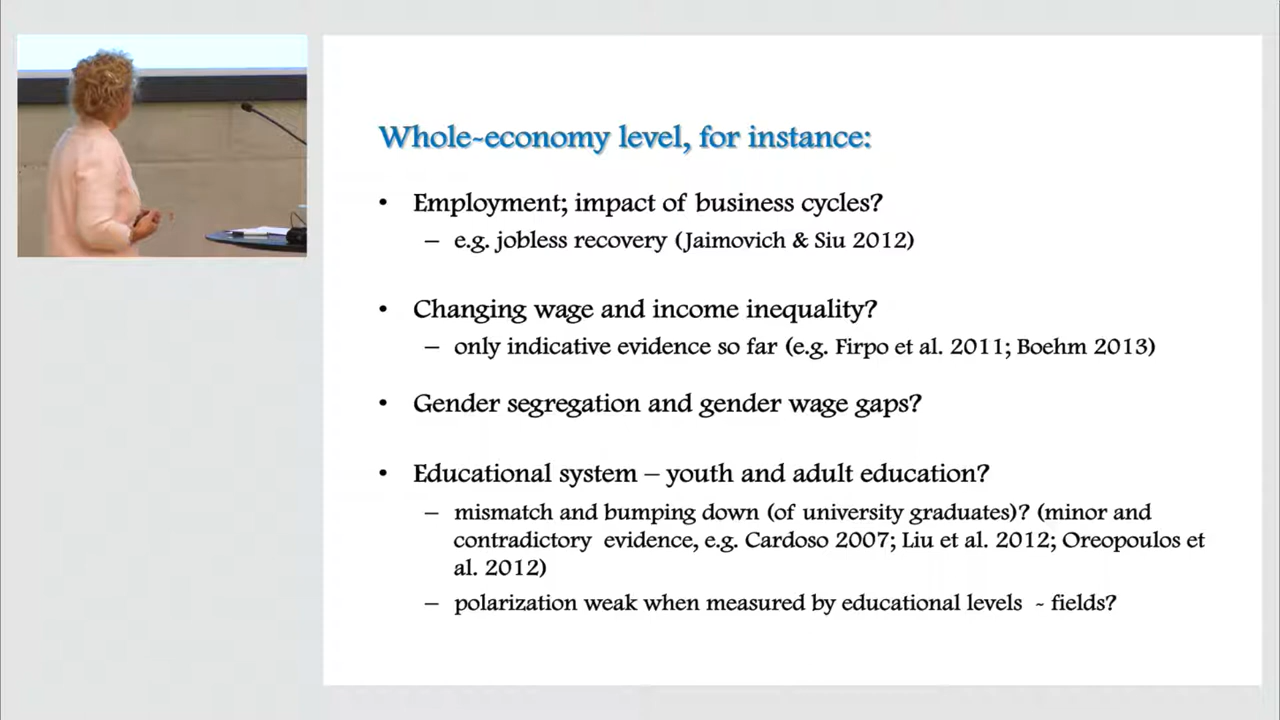 Whole-economy level, for instance:
• Employment; impact of business cycles?
– e.g. jobless recovery (Jaimovich & Siu 2012)
• Changing wage and income inequality?
– only indicative evidence so far (e.g. Firpo et al. 2011; Boehm 2013)
• Gender segregation and gender wage gaps?
• Educational system – youth and adult education?
– mismatch and bumping down (of university graduates)? (minor and
contradictory evidence, e.g. Cardoso 2007; Liu et al. 2012; Oreopoulos et
al. 2012)
– polarization weak when measured by educational levels - fields?